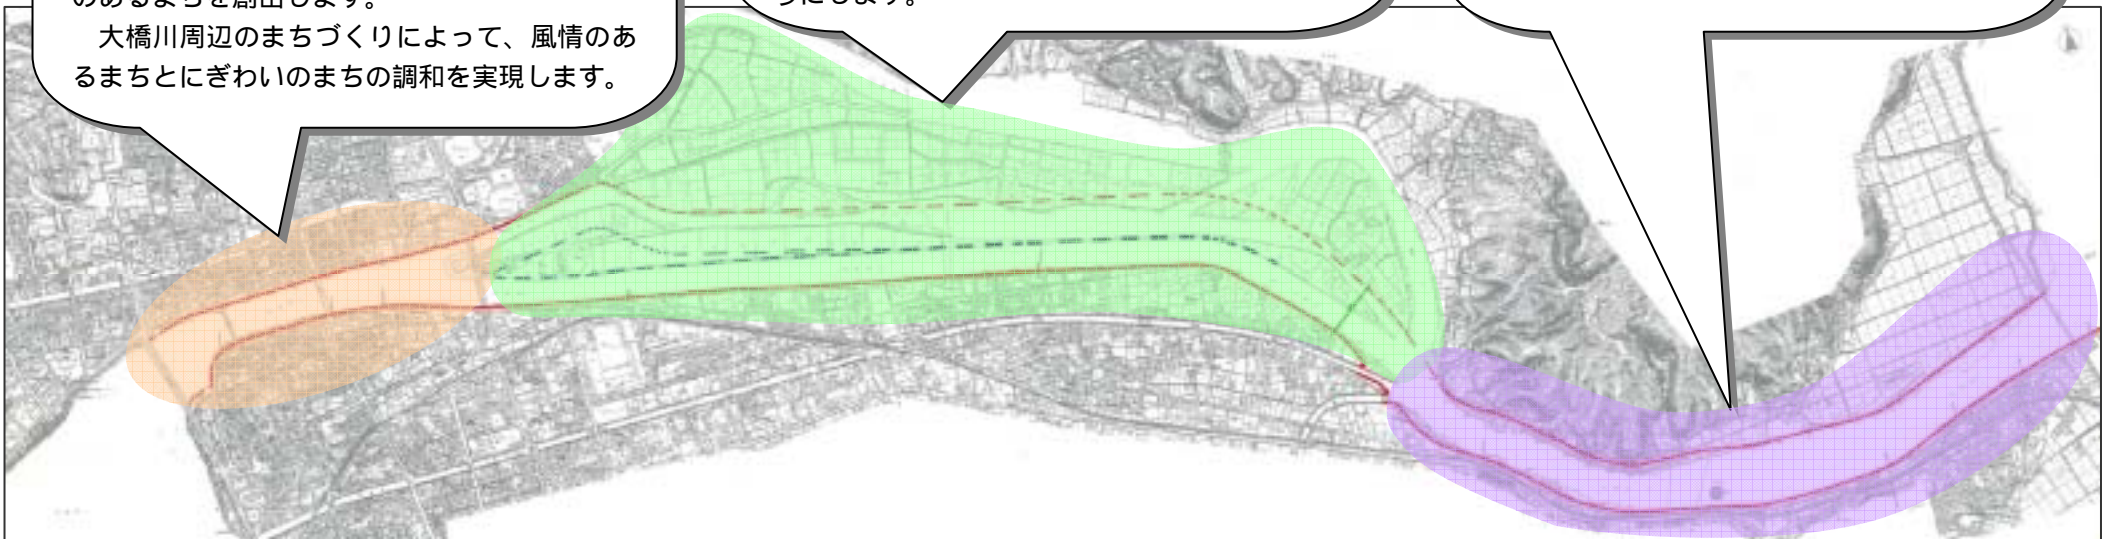 のあるまちを創出します。
大橋川周辺のまちづくりによって、風情のあ
るまちとにぎわいのまちの調和を実現します。
うにします。